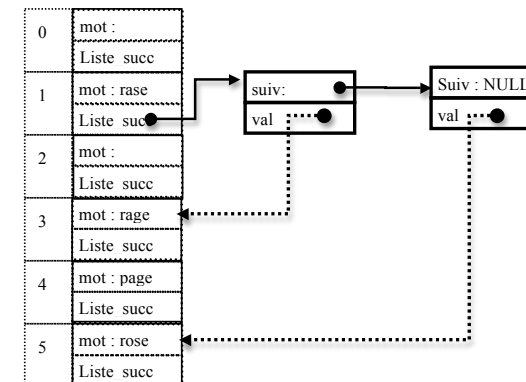 0
mot :
Liste succ
1
mot : rase
Liste succ
2
mot :
Liste succ
3
mot : rage
Liste succ
4
mot : page
Liste succ
5
mot : rose
Liste succ
suiv:
val
Suiv : NULL
val